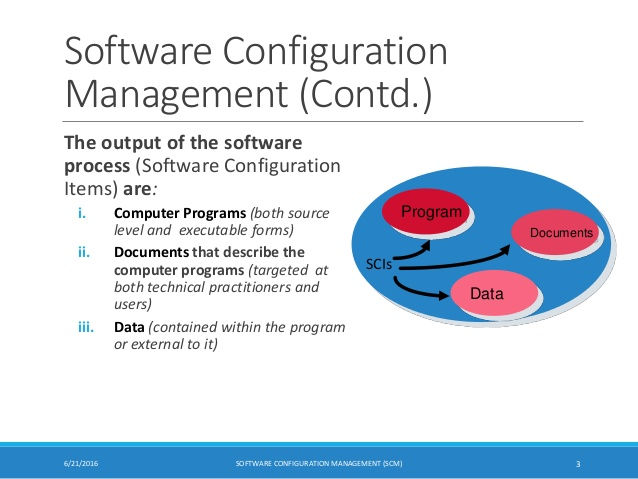 Software Configuration
Management (Contd.)
The output of the software
process (Software Configuration
Items) are:
i. Computer Programs (both source
level and executable forms)
ii. Documents that describe the
computer programs (targeted at
both technical practitioners and
users)
iii. Data (contained within the program
or external to it)
Program
Documents
SCIs
Data
6/21/2016 SOFTWARE CONFIGURATION MANAGEMENT (SCM) 3